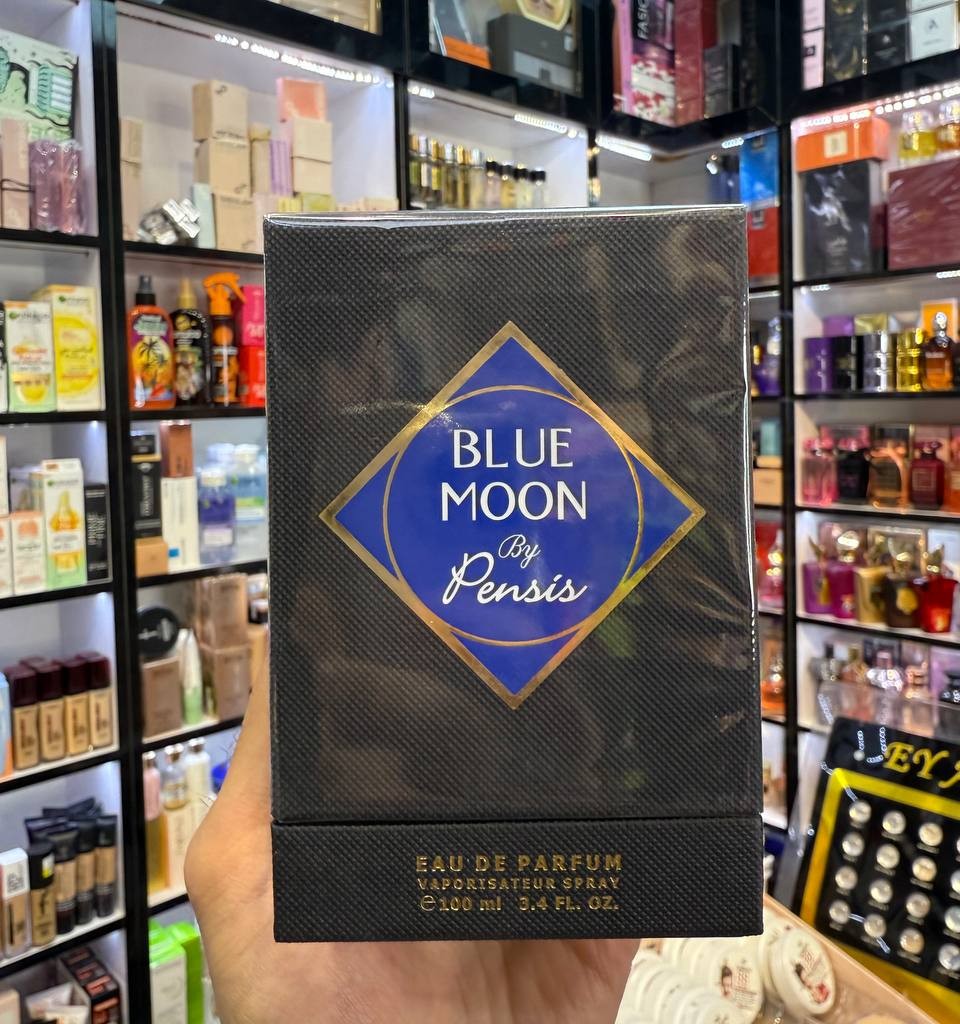 BLUE
MOON
By
Pensis
EAU DE PARFUM
VAPORISATEUR SPRAY
℮ 100 ml 3.4 FL. OZ.